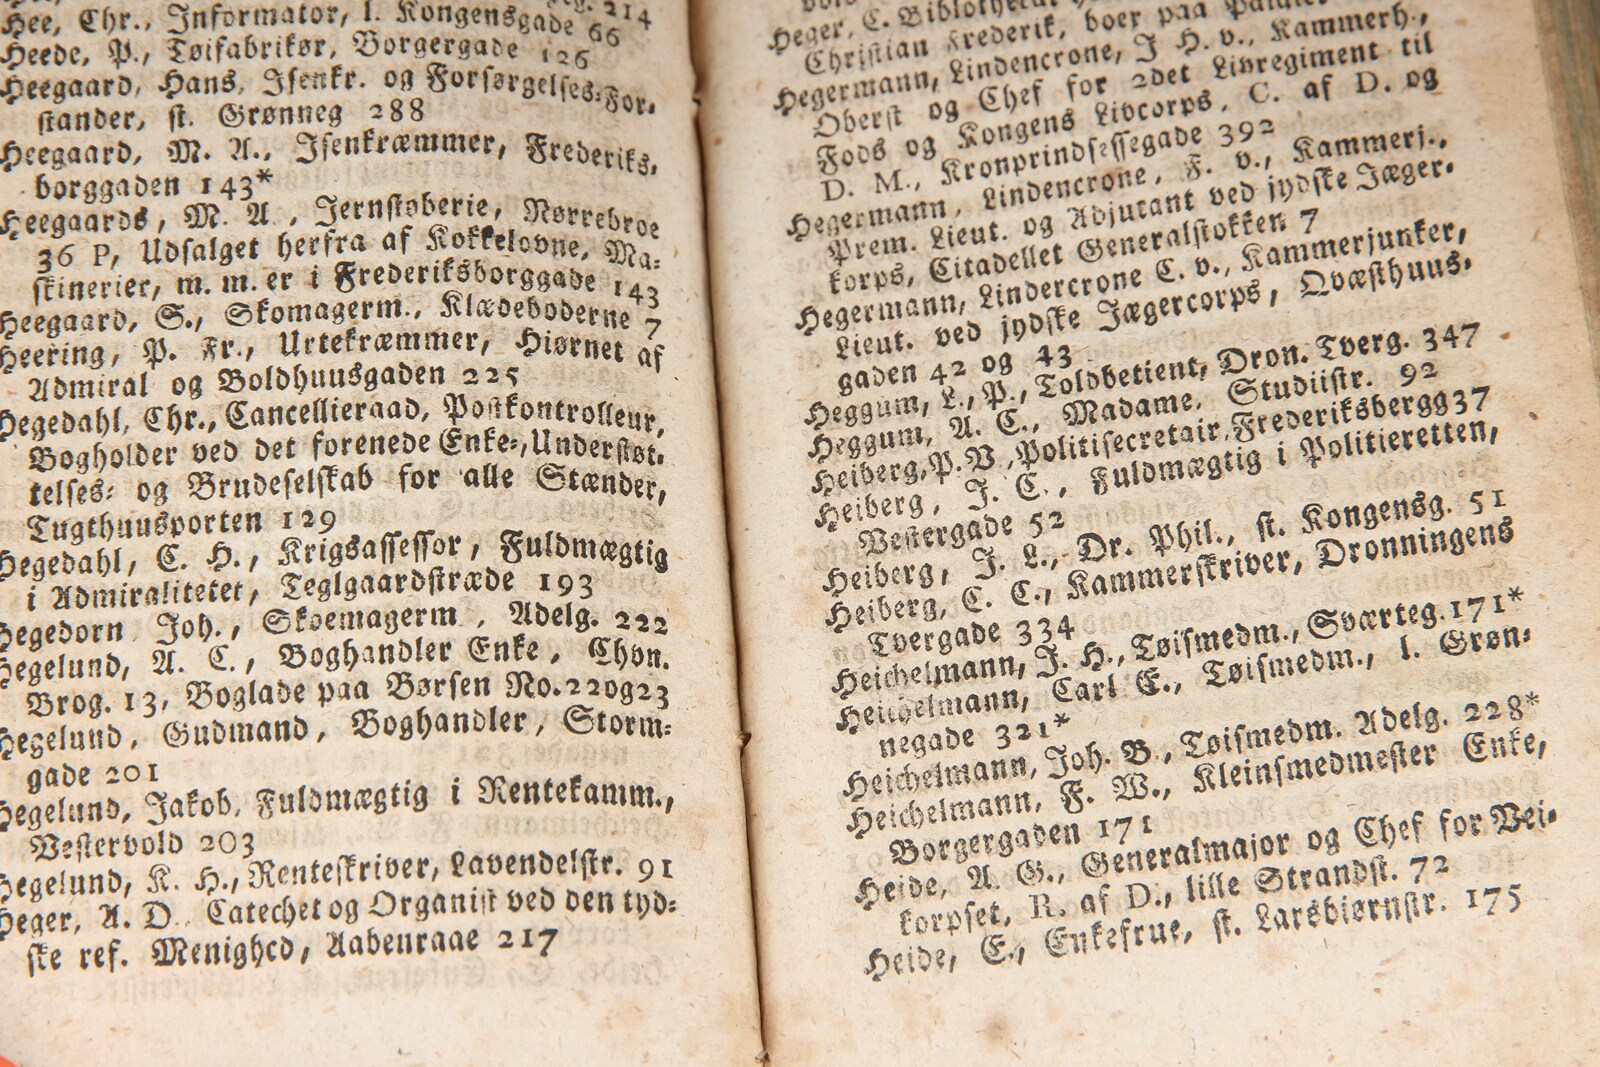 Hee, Chr., Informator, l. Kongensgade 66
Heede, P., Tøifabrikør, Borgergade 126
Heegaard, Hans, Isenkr. og Forsørgelses-For-
stander, st. Grønneg 288
Heegaard, M. A., Isenkræmmer, Frederiks-
borggaden 143*
Heegaards, M. A., Jernstøberie, Nørrebroe
36 P, Udsalget herfra af Kokkelovne, Ma-
skinerier, m. m. er i Frederiksborggade 143
Heegaard, S., Skomagerm., Klædeboderne 7
Heering, P. Fr., Urtekræmmer, Hiørnet af
Admiral og Boldhuusgaden 225
Hegedahl, Chr., Cancellieraad, Postkontrolleur,
Bogholder ved det forenede Enke-, Understøt-
telses- og Brudeselskab for alle Stænder,
Tugthuusporten 129
Hegedahl, C. H., Krigsassessor, Fuldmægtig
i Admiralitetet, Teglgaardstræde 193
Hegedorn Joh., Skoemagerm, Adelg. 222
Hegelund, A. C., Boghandler Enke, Chbn.
Brog. 13, Boglade paa Børsen No. 22 og 23
Hegelund, Gudmand, Boghandler, Storm-
gade 201
Hegelund, Jakob, Fuldmægtig i Rentekamm.,
Vestervold 203
Hegelund, K. H., Renteskriver, Lavendelstr. 91
Heger, A. D. Catechet og Organist ved den tyd-
ske ref. Menighed, Aabenraae 217
Heger, C. Bibliothekar
Christian Frederik, boer paa
Hegermann, Lindencrone, J H. v., Kammerh.,
Oberst og Chef for 2det Livregiment til
Fods og Kongens Livcorps, C. af D. og
D. M., Kronprindsessegade 392
Hegermann, Lindencrone, F. v., Kammerj.,
Prem. Lieut. og Adjutant ved jydske Jæger-
korps, Citadellet Generalstokken 7
Hegermann, Lindercrone C. v., Kammerjunker,
Lieut. ved jydske Jægercorps, Qvæsthuus-
gaden 42 og 43
Heggum, L., P., Toldbetient, Dron. Tverg. 347
Heggum, A. C., Madame, Studiistr. 92
Heiberg, P. V., Politisecretair, Frederiksbergg 37
Heiberg, J. C., Fuldmægtig i Politieretten,
Vestergade 52
Heiberg, J. L., Dr. Phil., st. Kongensg. 51
Heiberg, C. C., Kammerskriver, Dronningens
Tvergade 334
Heichelmann, J. H., Tøismedm., Sværteg. 171*
Heichelmann, Carl E., Tøismedm., l. Grøn-
negade 321*
Heichelmann, Joh. B., Tøismedm. Adelg. 228*
Heichelmann, F. W., Kleinsmedmester Enke,
Borgergaden 171
Heide, A. G., Generalmajor og Chef for Vei-
korpset, R. af D., lille Strandst. 72
Heide, E., Enkefrue, st. Larsbiørnstr. 175